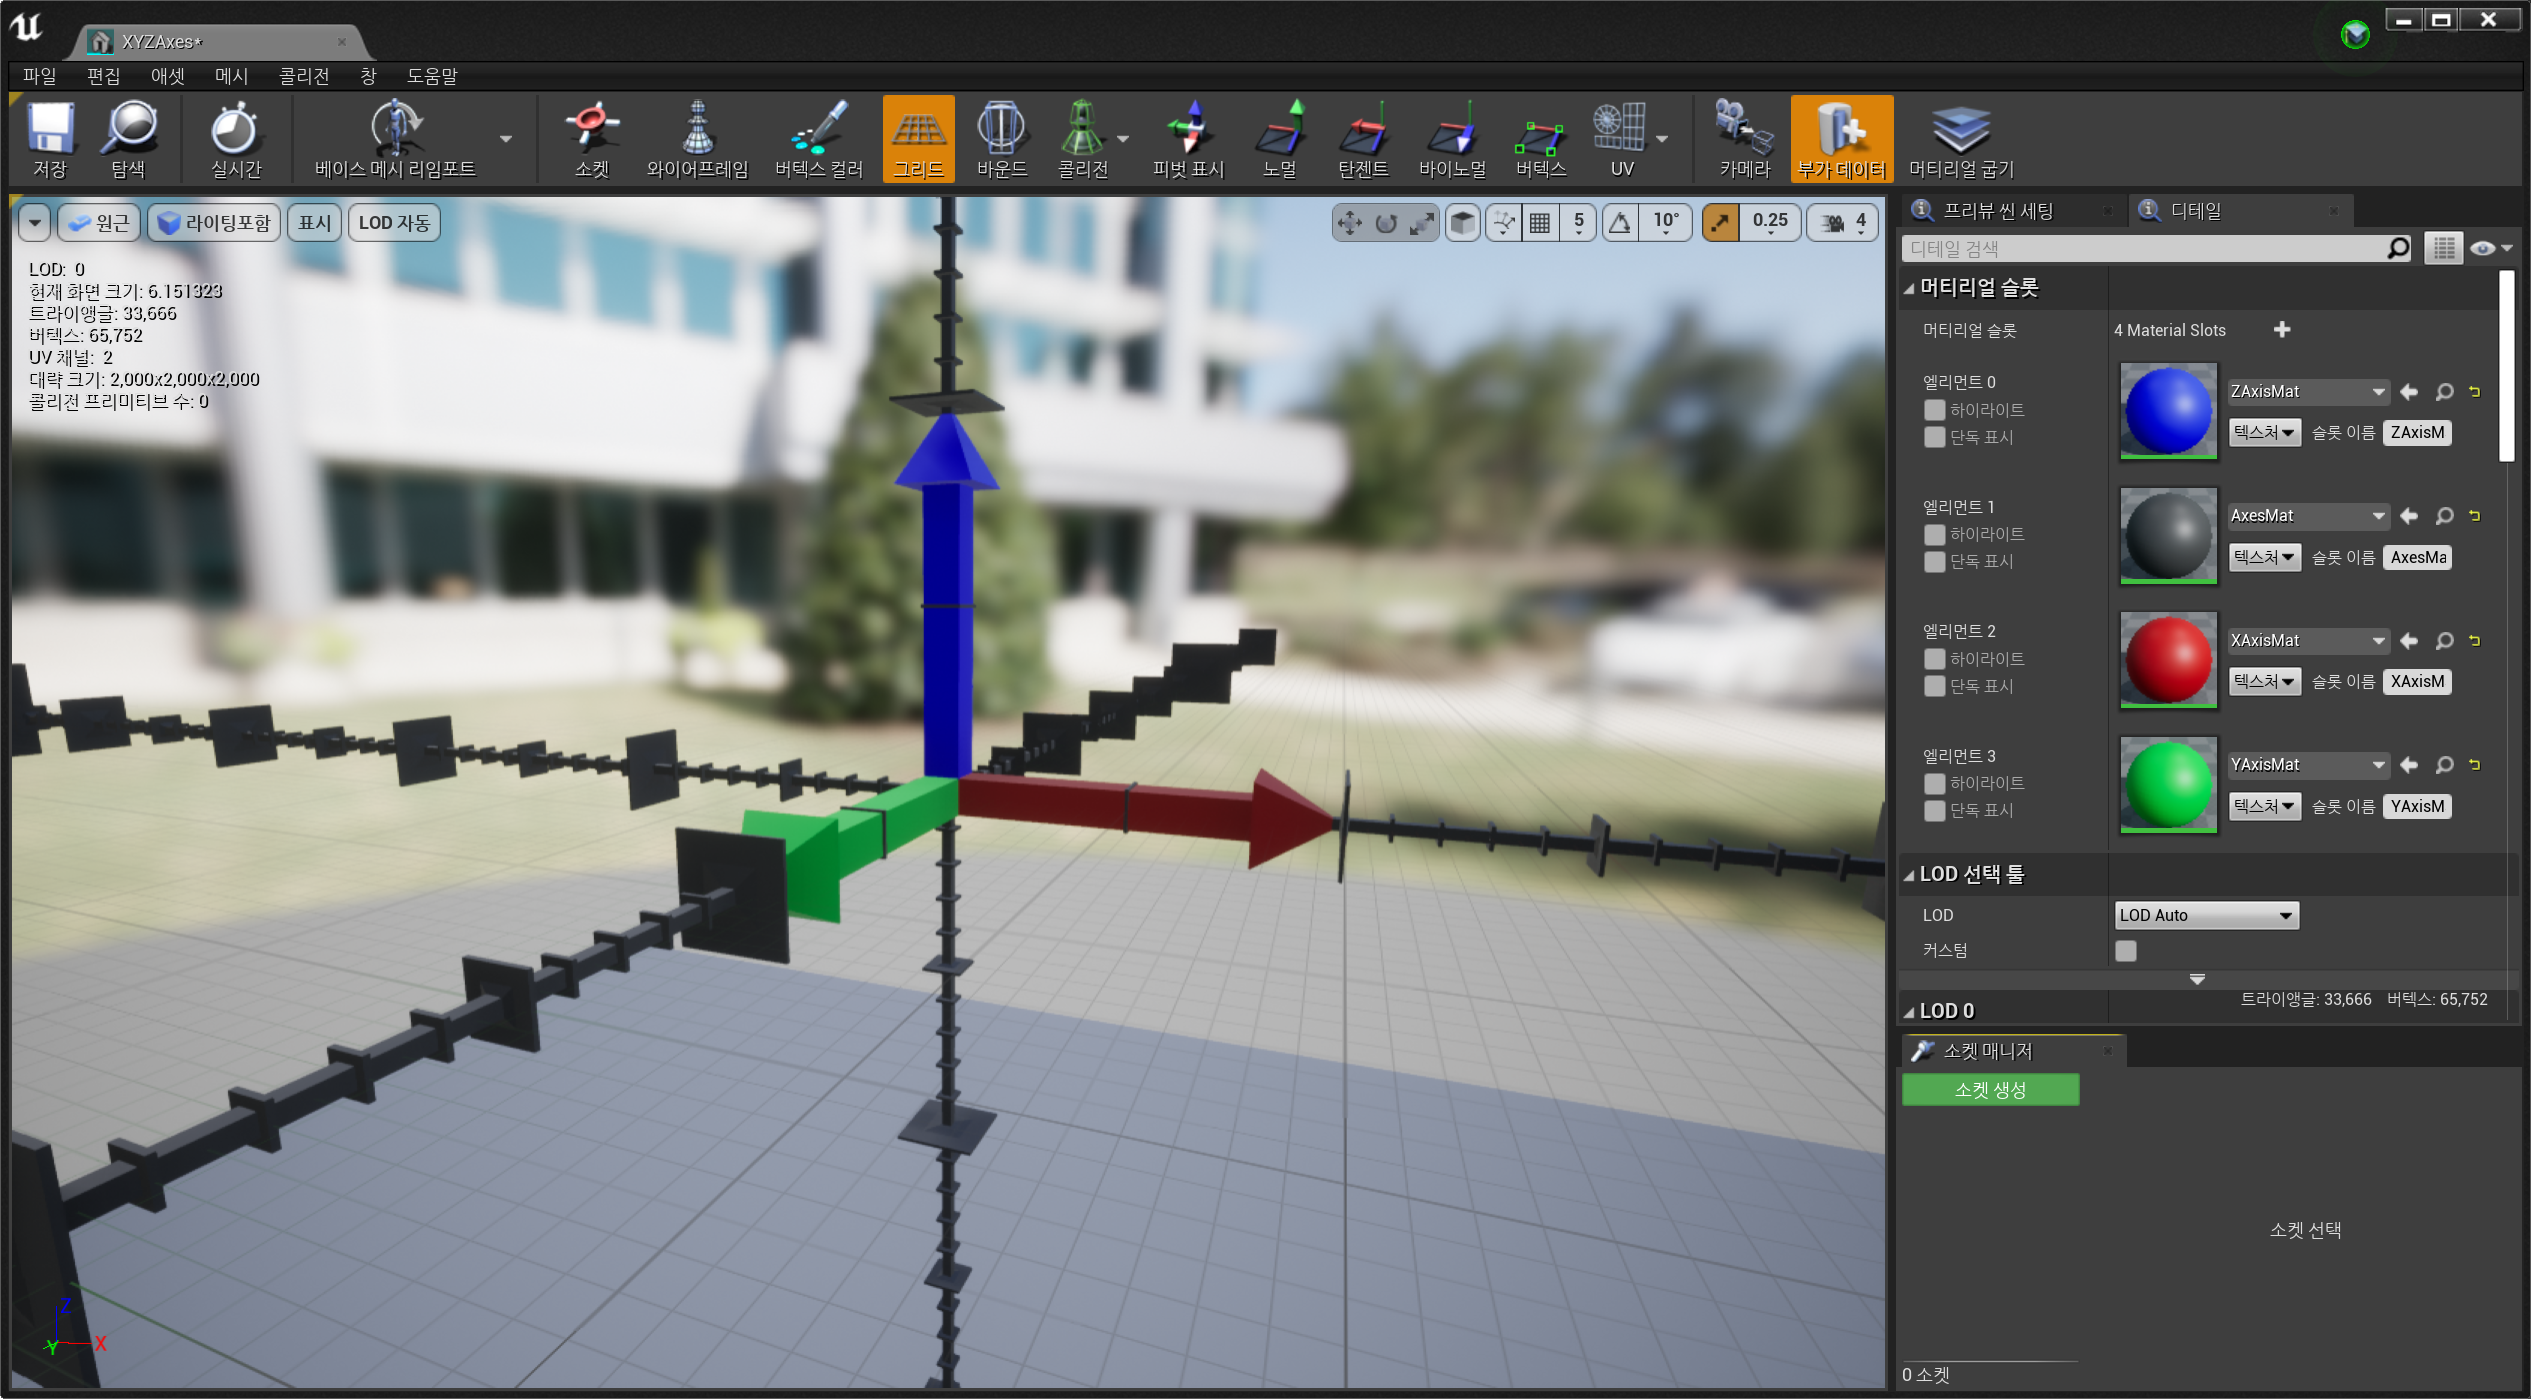 XYZAxes*
파일 편집 애셋 메시 콜리전 창 도움말
저장 탐색 실시간 베이스 메시 리임포트 소켓 와이어프레임 버텍스 컬러 그리드 바운드 콜리전 피벗 표시 노멀 탄젠트 바이노멀 버텍스 UV 카메라 부가 데이터 머티리얼 굽기
원근 라이팅포함 표시 LOD 자동 5 10° 0.25 4
LOD: 0
현재 화면 크기: 6.151323
트라이앵글: 33,666
버텍스: 65,752
UV 채널: 2
대략 크기: 2,000x2,000x2,000
콜리전 프리미티브 수: 0
Z
Y X
프리뷰 씬 세팅 디테일
디테일 검색
머티리얼 슬롯
머티리얼 슬롯 4 Material Slots
엘리먼트 0
하이라이트
단독 표시
ZAxisMat
텍스처 슬롯 이름 ZAxisM
엘리먼트 1
하이라이트
단독 표시
AxesMat
텍스처 슬롯 이름 AxesMa
엘리먼트 2
하이라이트
단독 표시
XAxisMat
텍스처 슬롯 이름 XAxisM
엘리먼트 3
하이라이트
단독 표시
YAxisMat
텍스처 슬롯 이름 YAxisM
LOD 선택 툴
LOD LOD Auto
커스텀
LOD 0 트라이앵글: 33,666 버텍스: 65,752
소켓 매니저
소켓 생성
소켓 선택
0 소켓